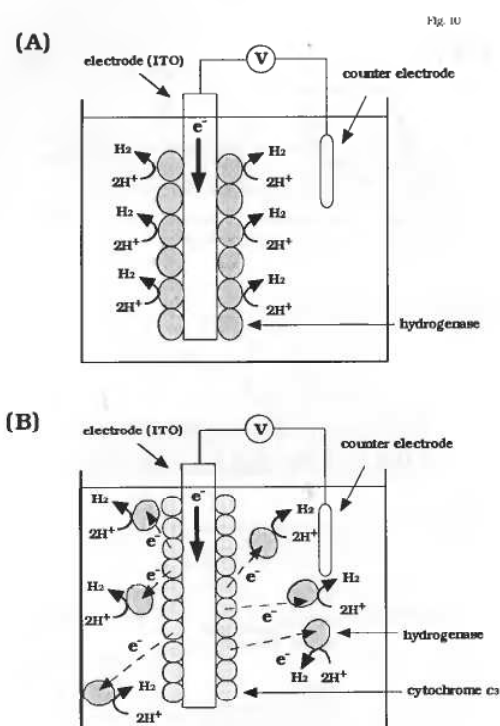 Fig. 10
(A)
electrode (ITO)
V
counter electrode
e-
H2
H2
2H+
2H+
H2
H2
2H+
2H+
H2
H2
2H+
2H+
hydrogenase
(B)
electrode (ITO)
V
counter electrode
e-
H2
H2
2H+
2H+
e-
e-
H2
e-
e-
H2
2H+
e-
2H+
hydrogenase
e-
e-
H2
2H+
H2
2H+
cytochrome c3